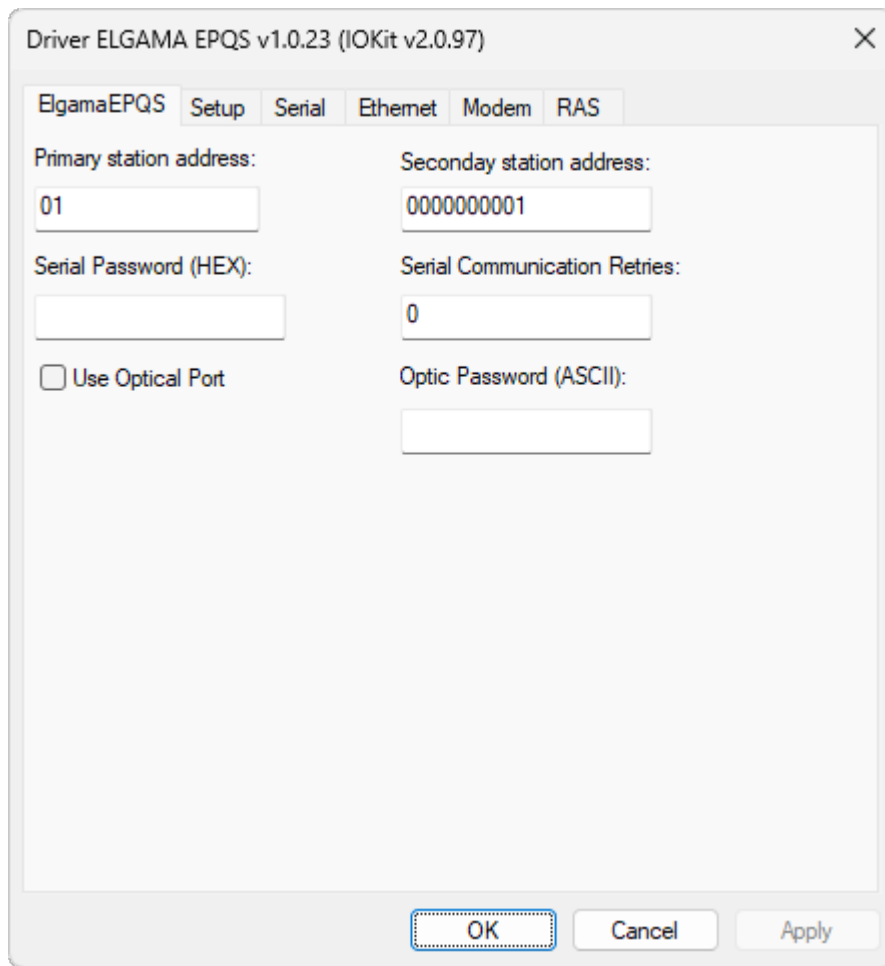 Driver ELGAMA EPQS v1.0.23 (IOKit v2.0.97)
ElgamaEPQS Setup Serial Ethernet Modem RAS
Primary station address: Seconday station address:
01 0000000001
Serial Password (HEX): Serial Communication Retries:
0
Use Optical Port Optic Password (ASCII):
OK Cancel Apply